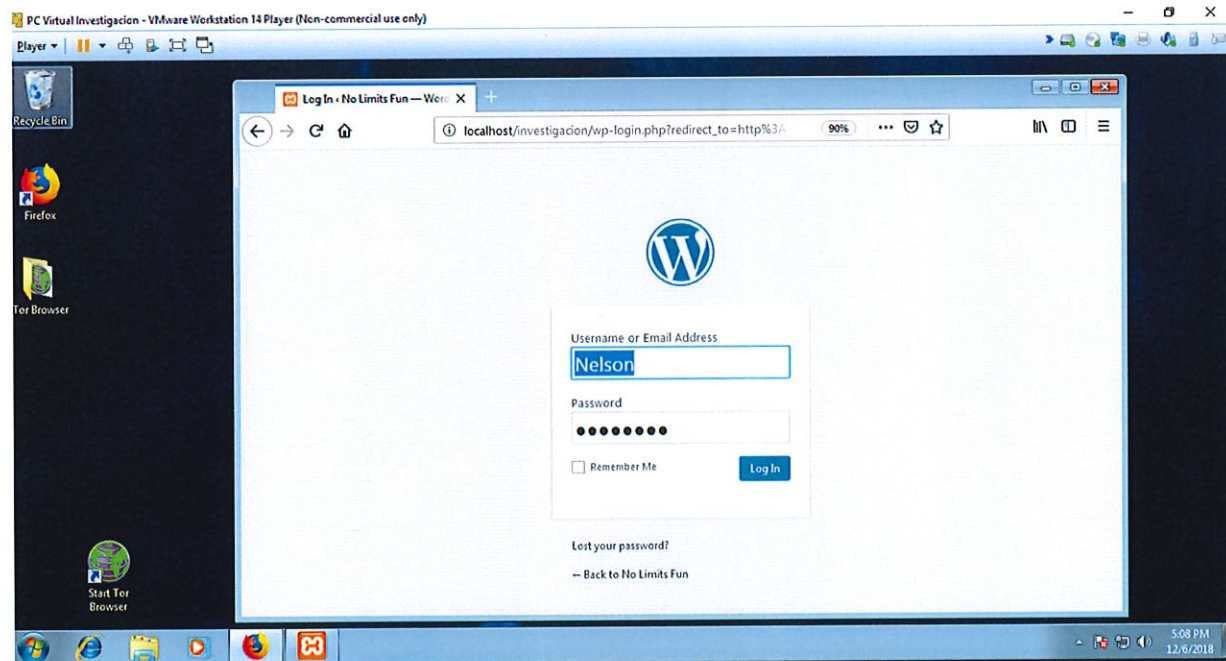 PC Virtual Investigacion - VMware Workstation 14 Player (Non-commercial use only)
Player
Recycle Bin
Log In ‹ No Limits Fun — Word
localhost/investigacion/wp-login.php?redirect_to=http%3A
90%
Firefox
Tor Browser
Username or Email Address
Nelson
Password
Remember Me
Log In
Lost your password?
← Back to No Limits Fun
Start Tor
Browser
5:08 PM
12/6/2018